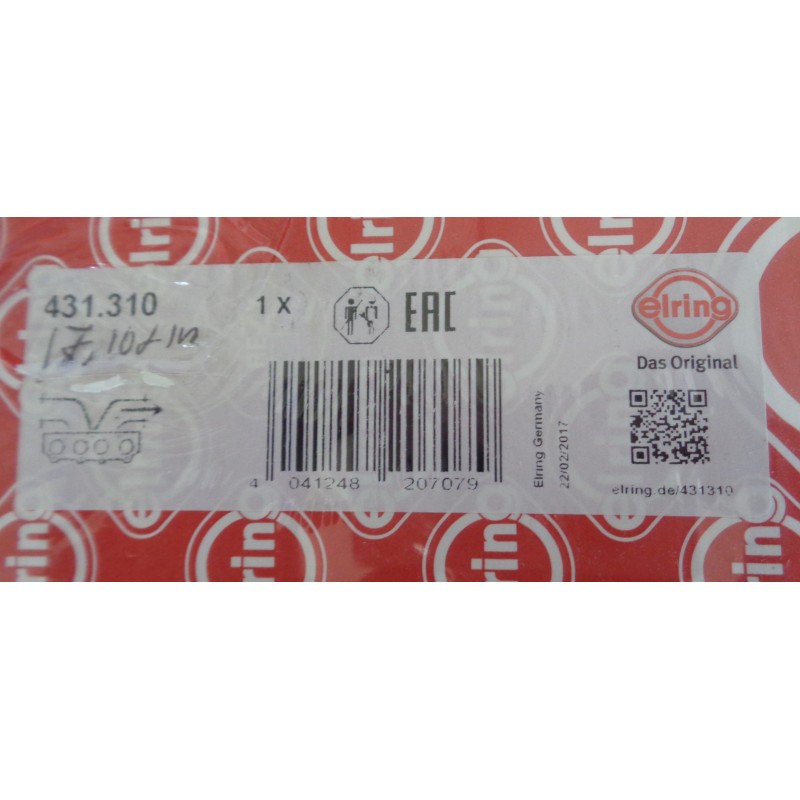 431.310
1 X
EAC
elring
Das Original
4 041248 207079
Elring Germany
22/02/2017
elring.de/431310